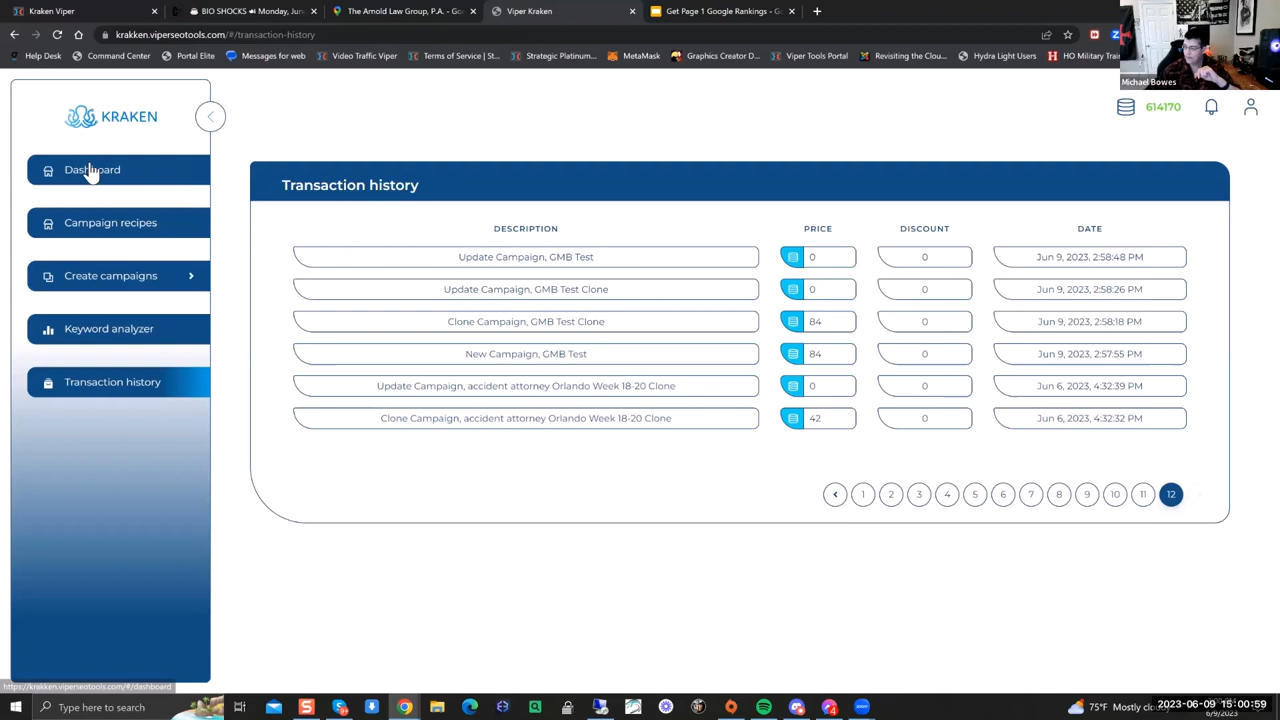 Kraken Viper
BIO SHOCKS Monday, June
The Arnold Law Group, P.A. - Go
Viper Kraken
Get Page 1 Google Rankings - Go
kraken.viperseotools.com/#/transaction-history
Help Desk
Command Center
Portal Elite
Messages for web
Video Traffic Viper
Terms of Service | St...
Strategic Platinum...
MetaMask
Graphics Creator D...
Viper Tools Portal
Revisiting the Clou...
Hydra Light Users
HO Military Tran
Michael Bowes
KRAKEN
614170
Dashboard
Campaign recipes
Create campaigns
Keyword analyzer
Transaction history
Transaction history
DESCRIPTION PRICE DISCOUNT DATE
Update Campaign, GMB Test 0 0 Jun 9, 2023, 2:58:48 PM
Update Campaign, GMB Test Clone 0 0 Jun 9, 2023, 2:58:26 PM
Clone Campaign, GMB Test Clone 84 0 Jun 9, 2023, 2:58:18 PM
New Campaign, GMB Test 84 0 Jun 9, 2023, 2:57:55 PM
Update Campaign, accident attorney Orlando Week 18-20 Clone 0 0 Jun 6, 2023, 4:32:39 PM
Clone Campaign, accident attorney Orlando Week 18-20 Clone 42 0 Jun 6, 2023, 4:32:32 PM
1 2 3 4 5 6 7 8 9 10 11 12
https://krakken.viperseotools.com/#/dashboard
Type here to search
75°F Mostly clou
2023-06-09 15:00:59
6/9/2023